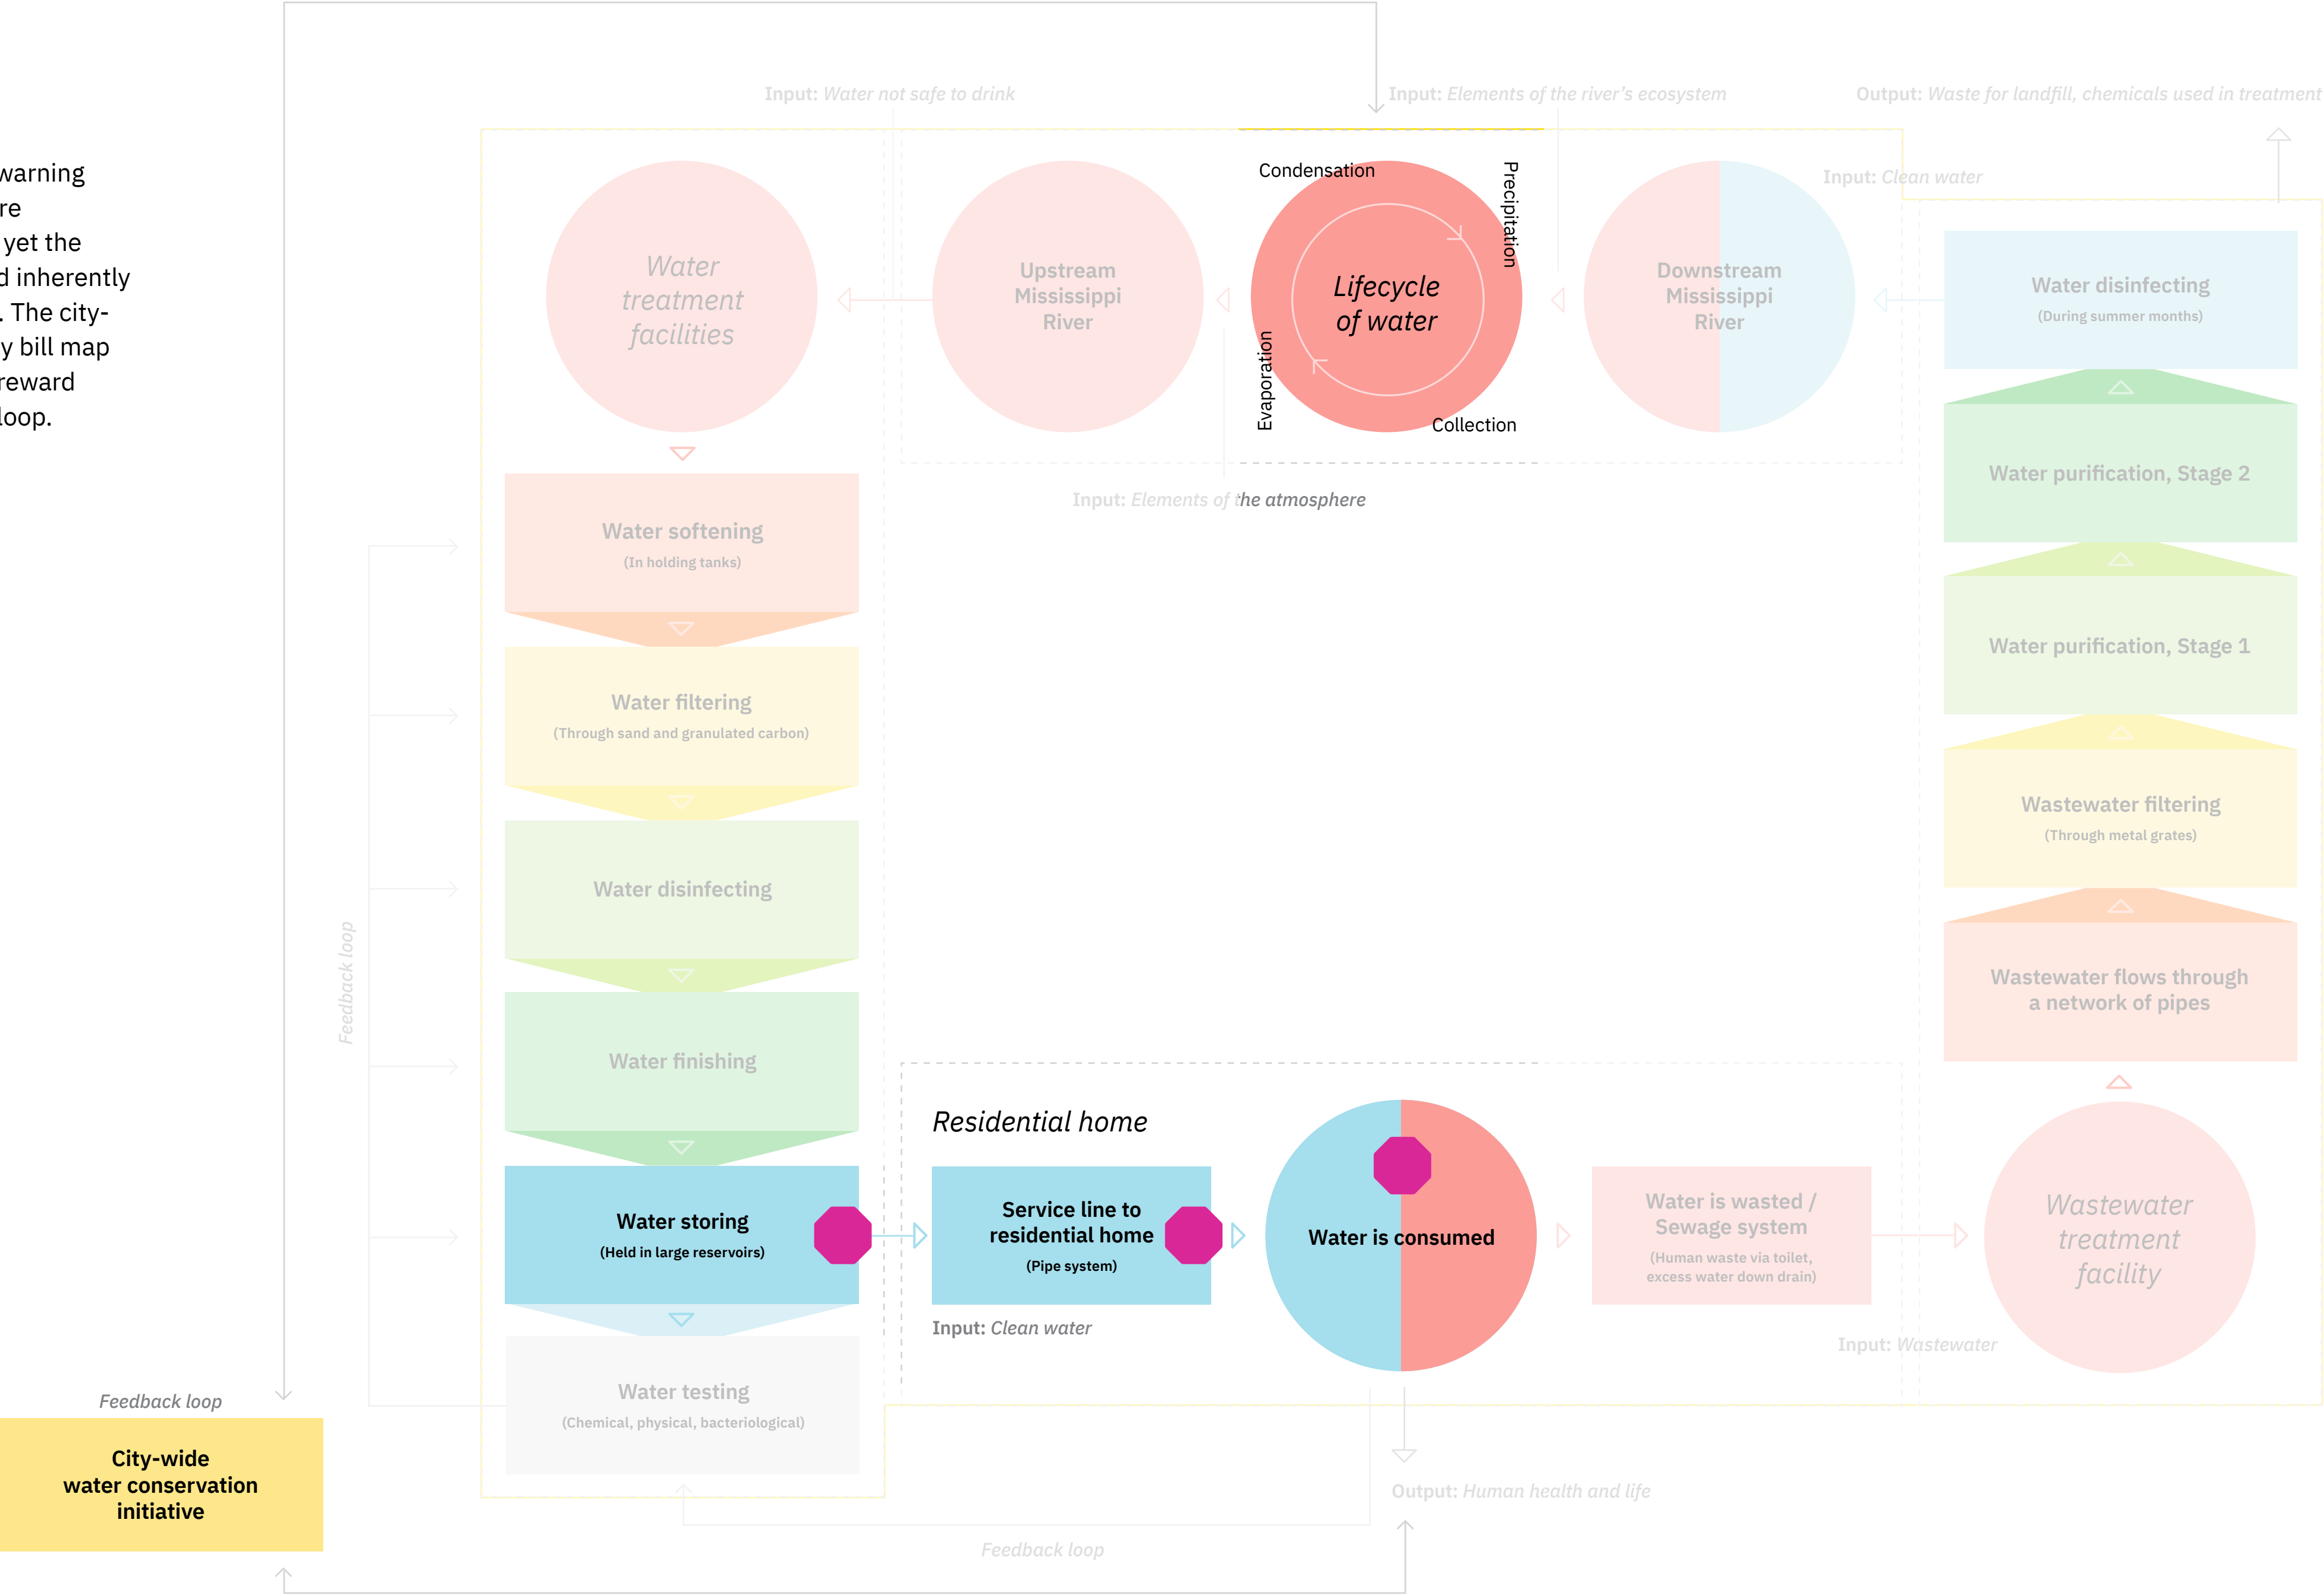 warning
re
yet the
d inherently
. The city-
y bill map
reward
loop.
Input: Water not safe to drink
Input: Elements of the river’s ecosystem
Output: Waste for landfill, chemicals used in treatment
Input: Clean water
Water
treatment
facilities
Upstream
Mississippi
River
Condensation
Precipitation
Lifecycle
of water
Evaporation
Collection
Downstream
Mississippi
River
Water disinfecting
(During summer months)
Input: Elements of the atmosphere
Water softening
(In holding tanks)
Water filtering
(Through sand and granulated carbon)
Water disinfecting
Water finishing
Feedback loop
Water purification, Stage 2
Water purification, Stage 1
Wastewater filtering
(Through metal grates)
Wastewater flows through
a network of pipes
Residential home
Water storing
(Held in large reservoirs)
Service line to
residential home
(Pipe system)
Input: Clean water
Water is consumed
Water is wasted /
Sewage system
(Human waste via toilet,
excess water down drain)
Wastewater
treatment
facility
Input: Wastewater
Water testing
(Chemical, physical, bacteriological)
Feedback loop
City-wide
water conservation
initiative
Output: Human health and life
Feedback loop